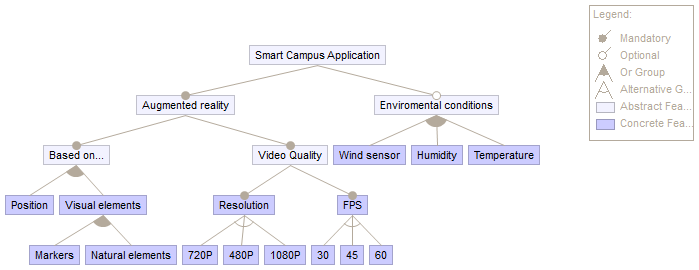 Legend:
Mandatory
Optional
Or Group
Alternative G...
Abstract Fea...
Concrete Fea...
Smart Campus Application
Augmented reality
Enviromental conditions
Based on...
Video Quality
Wind sensor
Humidity
Temperature
Position
Visual elements
Resolution
FPS
Markers
Natural elements
720P
480P
1080P
30
45
60